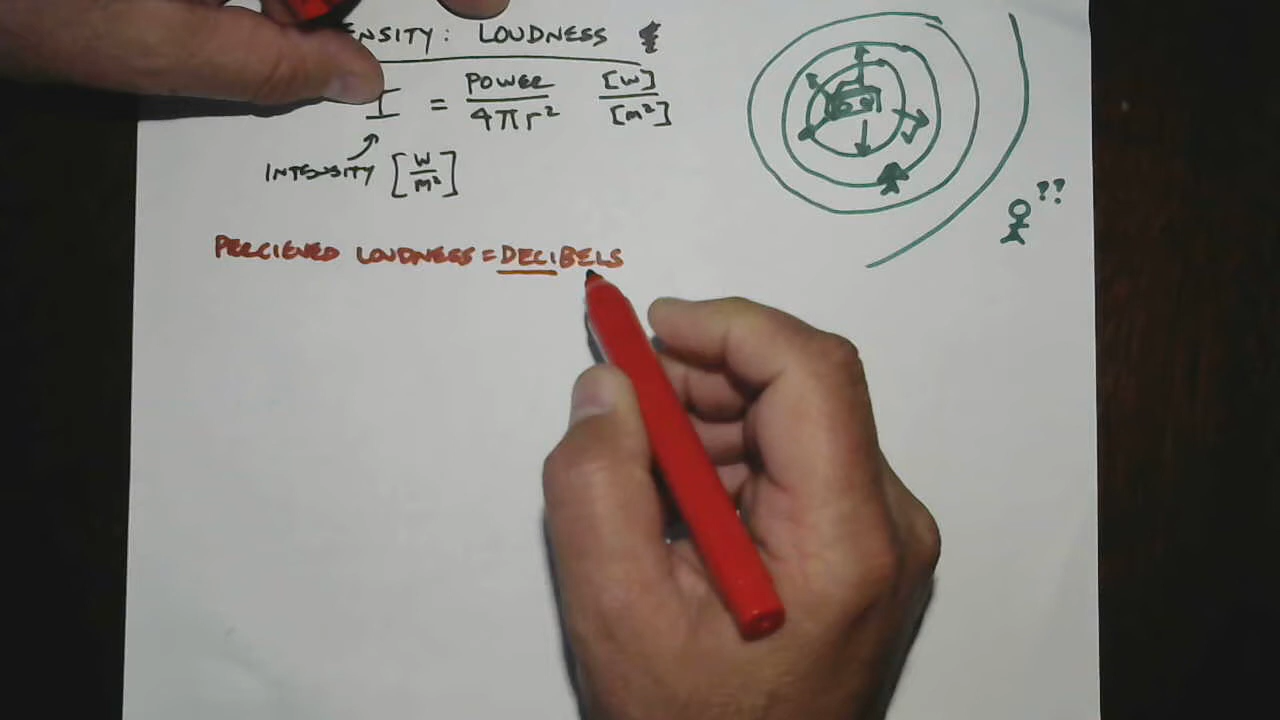 ENSITY: LOUDNESS
I = POWER / 4πr² [W] / [m²]
INTENSITY [W/m²]
PERCIEVED LOUDNESS = DECIBELS
??